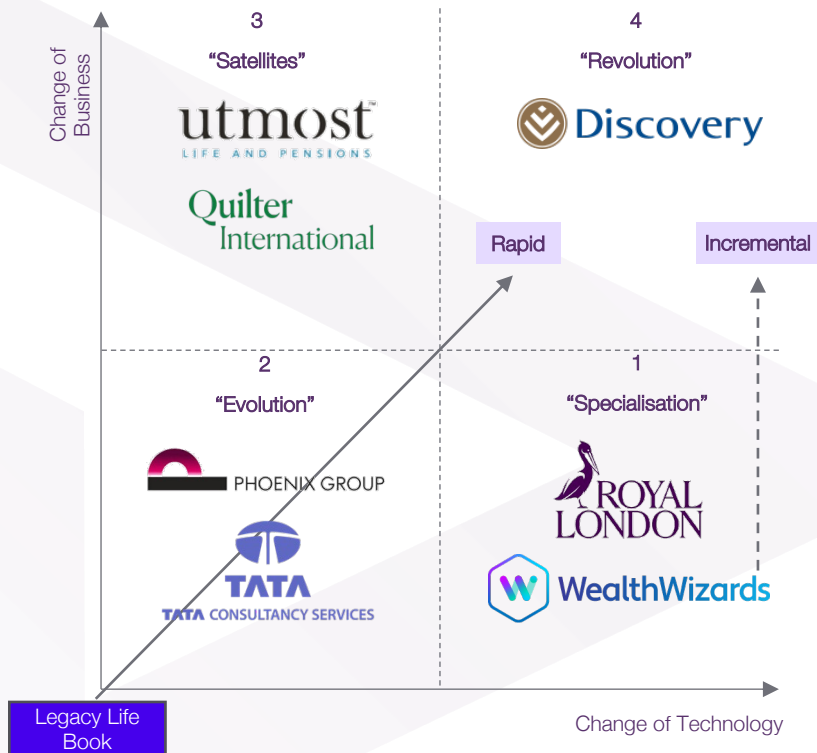 3
“Satellites”
4
“Revolution”
Change of
Business
utmost™
LIFE AND PENSIONS
Discovery
Quilter
International
Rapid
Incremental
2
“Evolution”
1
“Specialisation”
PHOENIX GROUP
ROYAL
LONDON
TATA
TATA CONSULTANCY SERVICES
W
WealthWizards
Legacy Life
Book
Change of Technology